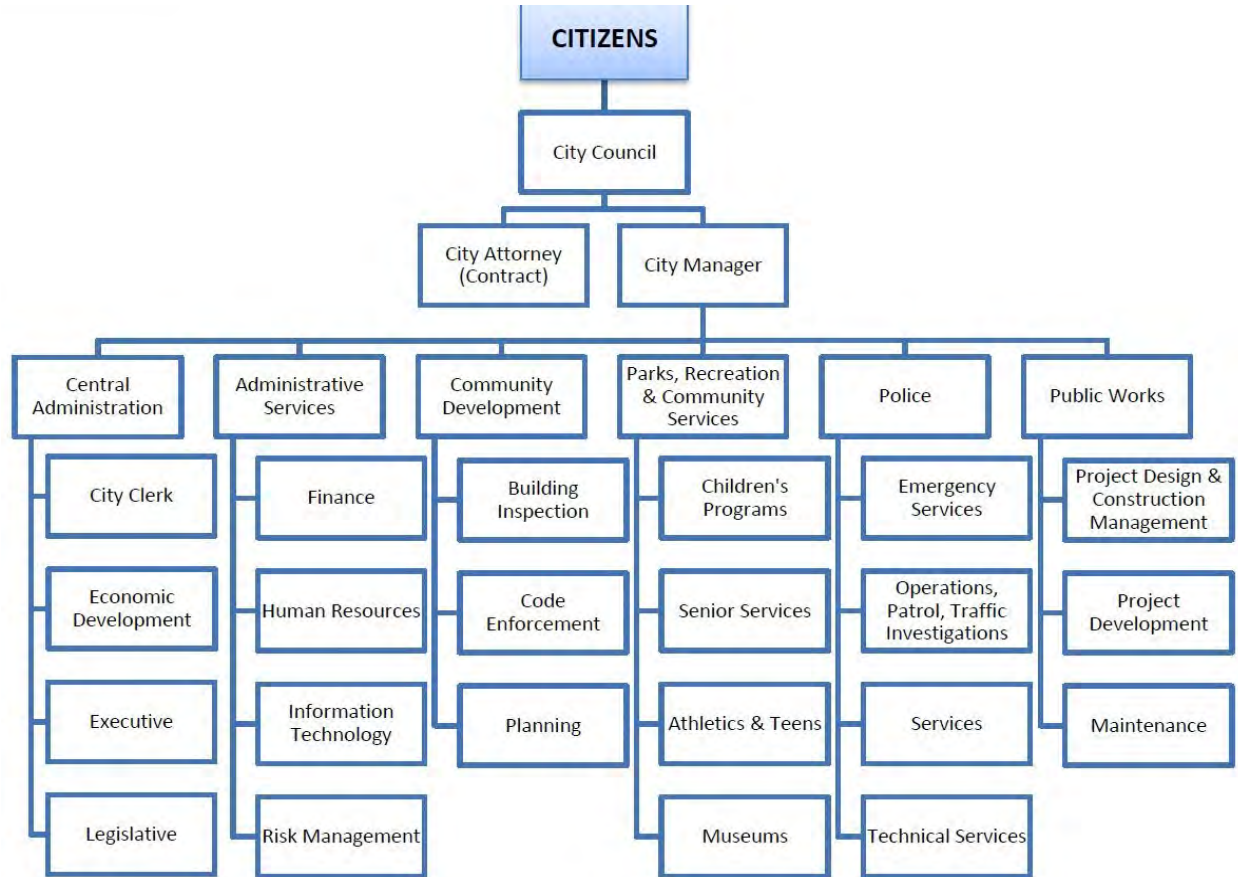 CITIZENS
City Council
City Attorney
(Contract)
City Manager
Central
Administration
Administrative
Services
Community
Development
Parks, Recreation
& Community
Services
Police
Public Works
City Clerk
Economic
Development
Executive
Legislative
Finance
Human Resources
Information
Technology
Risk Management
Building
Inspection
Code
Enforcement
Planning
Children's
Programs
Senior Services
Athletics & Teens
Museums
Emergency
Services
Operations,
Patrol, Traffic
Investigations
Services
Technical Services
Project Design &
Construction
Management
Project
Development
Maintenance